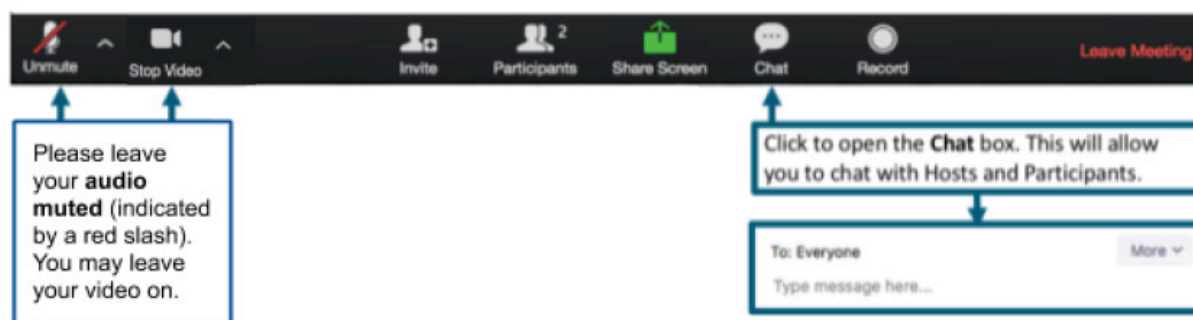 Unmute
Stop Video
Invite
Participants 2
Share Screen
Chat
Record
Leave Meeting
Please leave
your audio
muted (indicated
by a red slash).
You may leave
your video on.
Click to open the Chat box. This will allow
you to chat with Hosts and Participants.
To: Everyone
More
Type message here...